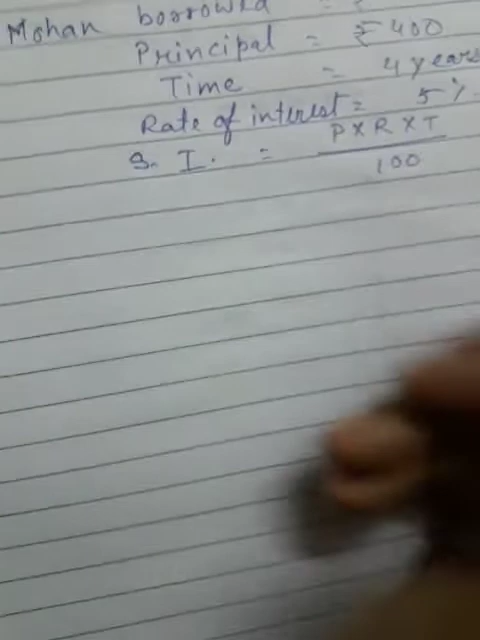 Mohan borrowed =
Principal = ₹ 400
Time = 4 years
Rate of interest = 5 %
S. I. = P X R X T
100